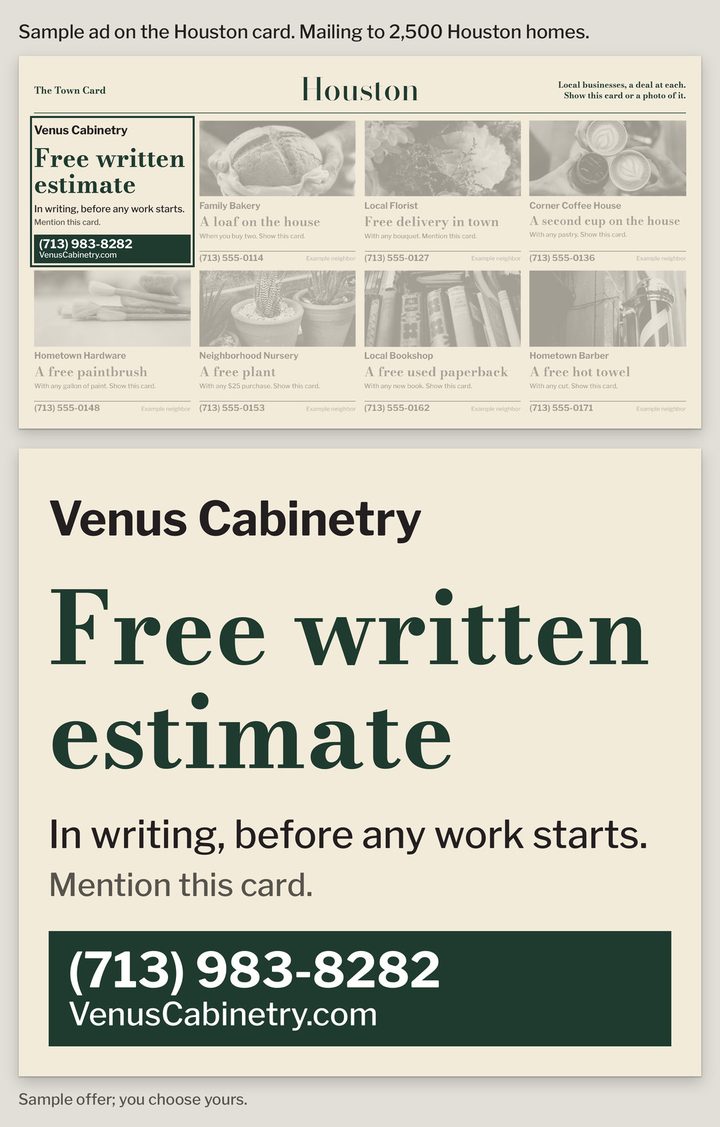 Sample ad on the Houston card. Mailing to 2,500 Houston homes.
The Town Card
Houston
Local businesses, a deal at each.
Show this card or a photo of it.
Venus Cabinetry
Free written
estimate
In writing, before any work starts.
Mention this card.
(713) 983-8282
VenusCabinetry.com
Family Bakery
A loaf on the house
When you buy two. Show this card.
(713) 555-0114
Example neighbor
Local Florist
Free delivery in town
With any bouquet. Mention this card.
(713) 555-0127
Example neighbor
Corner Coffee House
A second cup on the house
With any pastry. Show this card.
(713) 555-0136
Example neighbor
Hometown Hardware
A free paintbrush
With any gallon of paint. Show this card.
(713) 555-0148
Example neighbor
Neighborhood Nursery
A free plant
With any $25 purchase. Show this card.
(713) 555-0153
Example neighbor
Local Bookshop
A free used paperback
With any new book. Show this card.
(713) 555-0162
Example neighbor
Hometown Barber
A free hot towel
With any cut. Show this card.
(713) 555-0171
Example neighbor
Venus Cabinetry
Free written
estimate
In writing, before any work starts.
Mention this card.
(713) 983-8282
VenusCabinetry.com
Sample offer; you choose yours.